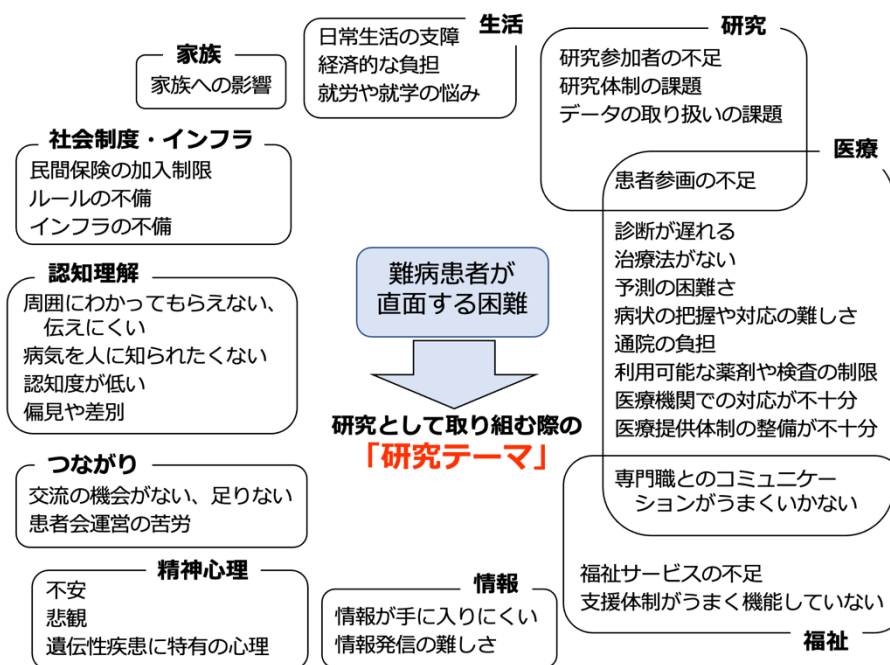 生活
日常生活の支障
経済的な負担
就労や就学の悩み
家族
家族への影響
研究
研究参加者の不足
研究体制の課題
データの取り扱いの課題
医療
患者参画の不足
診断が遅れる
治療法がない
予測の困難さ
病状の把握や対応の難しさ
通院の負担
利用可能な薬剤や検査の制限
医療機関での対応が不十分
医療提供体制の整備が不十分
専門職とのコミュニケー
ションがうまくいかない
福祉サービスの不足
支援体制がうまく機能していない
福祉
社会制度・インフラ
民間保険の加入制限
ルールの不備
インフラの不備
認知理解
周囲にわかってもらえない、
伝えにくい
病気を人に知られたくない
認知度が低い
偏見や差別
難病患者が
直面する困難
研究として取り組む際の
「研究テーマ」
つながり
交流の機会がない、足りない
患者会運営の苦労
精神心理
不安
悲観
遺伝性疾患に特有の心理
情報
情報が手に入りにくい
情報発信の難しさ